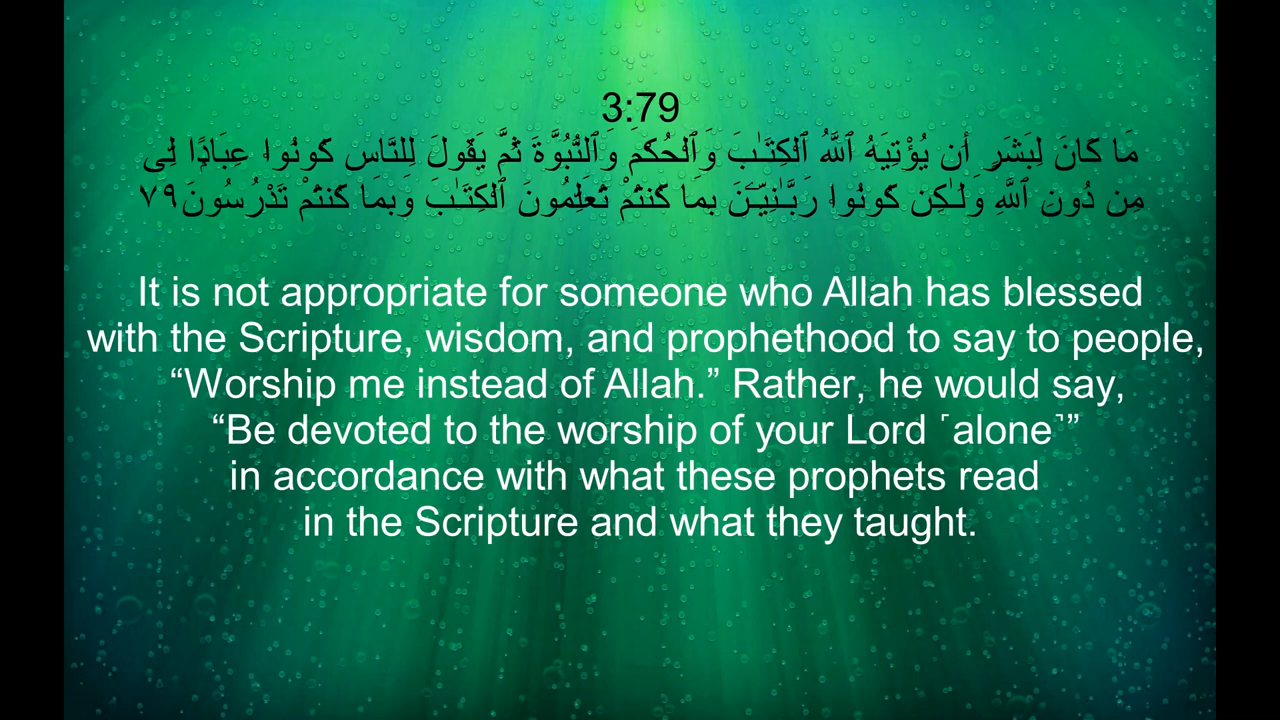 3:79
مَا كَانَ لِبَشَرٍ أَن يُؤْتِيَهُ ٱللَّهُ ٱلْكِتَـٰبَ وَٱلْحُكْمَ وَٱلنُّبُوَّةَ ثُمَّ يَقُولَ لِلنَّاسِ كُونُوا۟ عِبَادًۭا لِّى
مِن دُونِ ٱللَّهِ وَلَـٰكِن كُونُوا۟ رَبَّـٰنِيِّـۧنَ بِمَا كُنتُمْ تُعَلِّمُونَ ٱلْكِتَـٰبَ وَبِمَا كُنتُمْ تَدْرُسُونَ ٧٩
It is not appropriate for someone who Allah has blessed
with the Scripture, wisdom, and prophethood to say to people,
“Worship me instead of Allah.” Rather, he would say,
“Be devoted to the worship of your Lord ˹alone˺”
in accordance with what these prophets read
in the Scripture and what they taught.